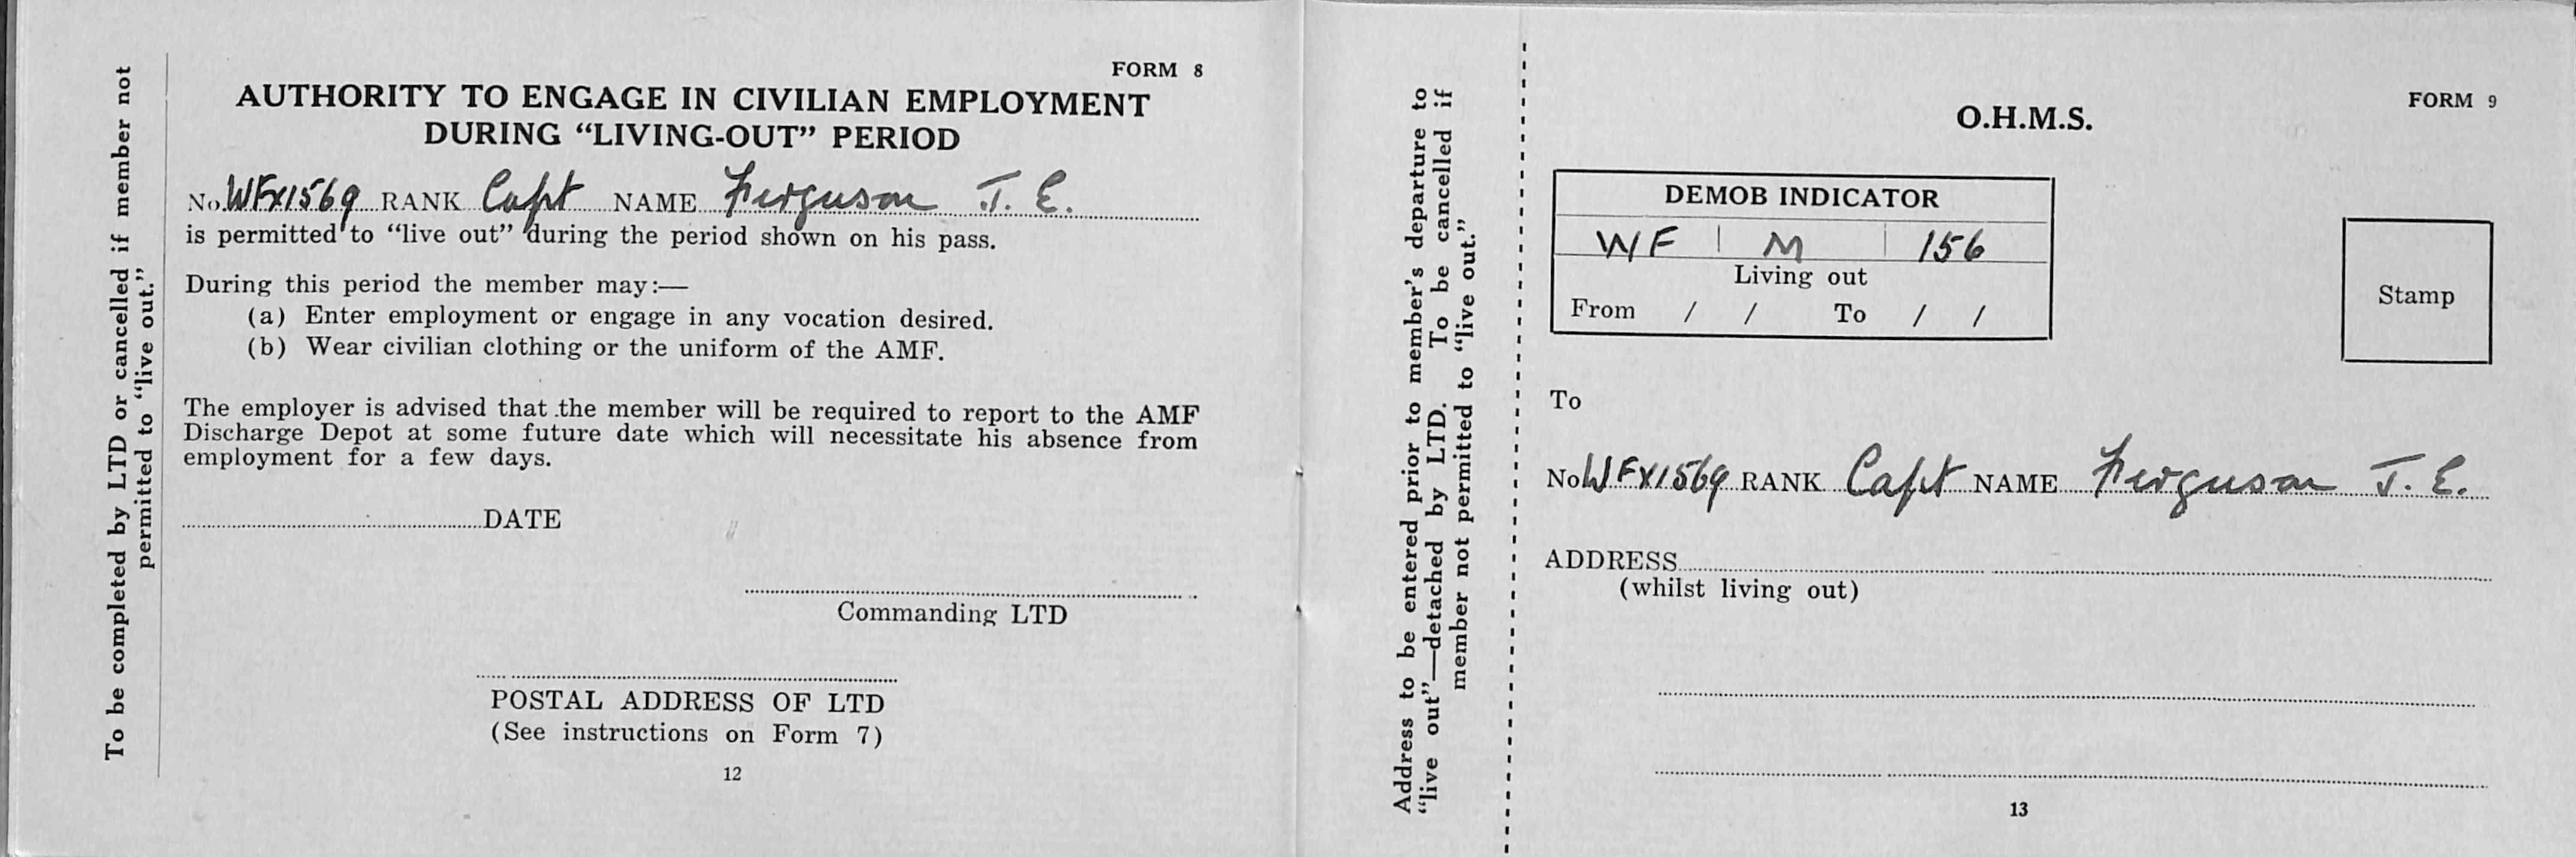 To be completed by LTD or cancelled if member not
permitted to "live out."
FORM 8
AUTHORITY TO ENGAGE IN CIVILIAN EMPLOYMENT
DURING "LIVING-OUT" PERIOD
No. WFX1569 RANK Capt NAME Ferguson J. E.
is permitted to "live out" during the period shown on his pass.
During this period the member may:—
(a) Enter employment or engage in any vocation desired.
(b) Wear civilian clothing or the uniform of the AMF.
The employer is advised that the member will be required to report to the AMF
Discharge Depot at some future date which will necessitate his absence from
employment for a few days.
DATE
Commanding LTD
POSTAL ADDRESS OF LTD
(See instructions on Form 7)
12
Address to be entered prior to member's departure to
"live out"—detached by LTD. To be cancelled if
member not permitted to "live out."
FORM 9
O.H.M.S.
DEMOB INDICATOR
WF | M | 156
Living out
From / / To / /
Stamp
To
No WFX1569 RANK Capt NAME Ferguson J. E.
ADDRESS
(whilst living out)
13